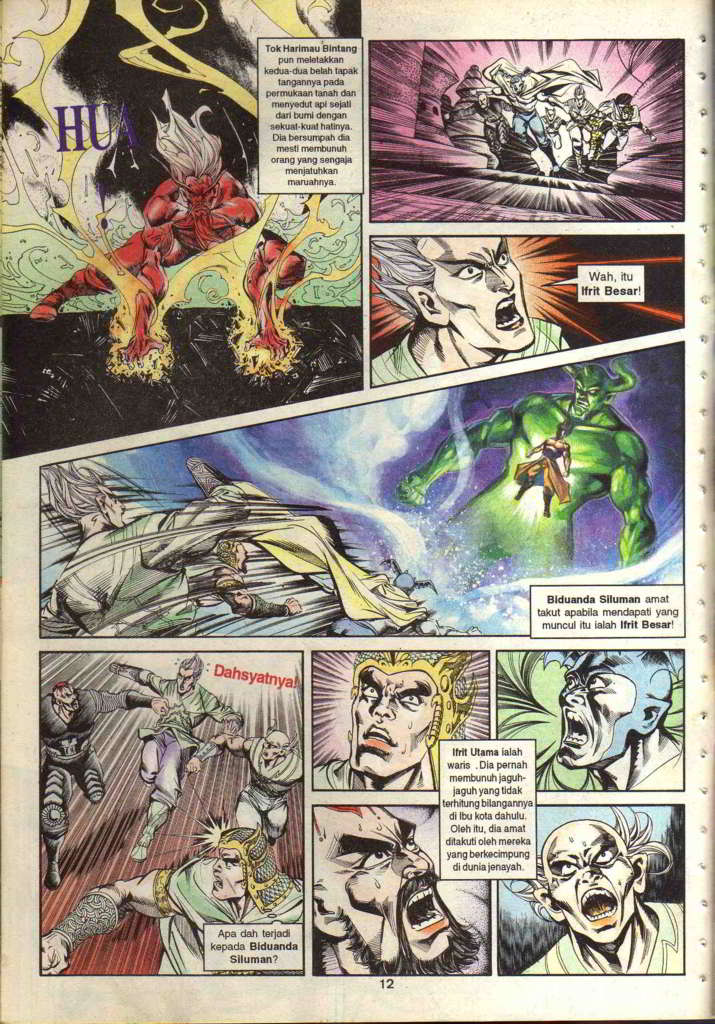 HUA
Tok Harimau Bintang
pun meletakkan
kedua-dua belah tapak
tangannya pada
permukaan tanah dan
menyedut api sejati
dari bumi dengan
sekuat-kuat hatinya.
Dia bersumpah dia
mesti membunuh
orang yang sengaja
menjatuhkan
maruahnya.
Wah, itu
Ifrit Besar!
Biduanda Siluman amat
takut apabila mendapati yang
muncul itu ialah Ifrit Besar!
Dahsyatnya!
Apa dah terjadi
kepada Biduanda
Siluman?
Ifrit Utama ialah
waris . Dia pernah
membunuh jaguh-
jaguh yang tidak
terhitung bilangannya
di Ibu kota dahulu.
Oleh itu, dia amat
ditakuti oleh mereka
yang berkecimpung
di dunia jenayah.
12